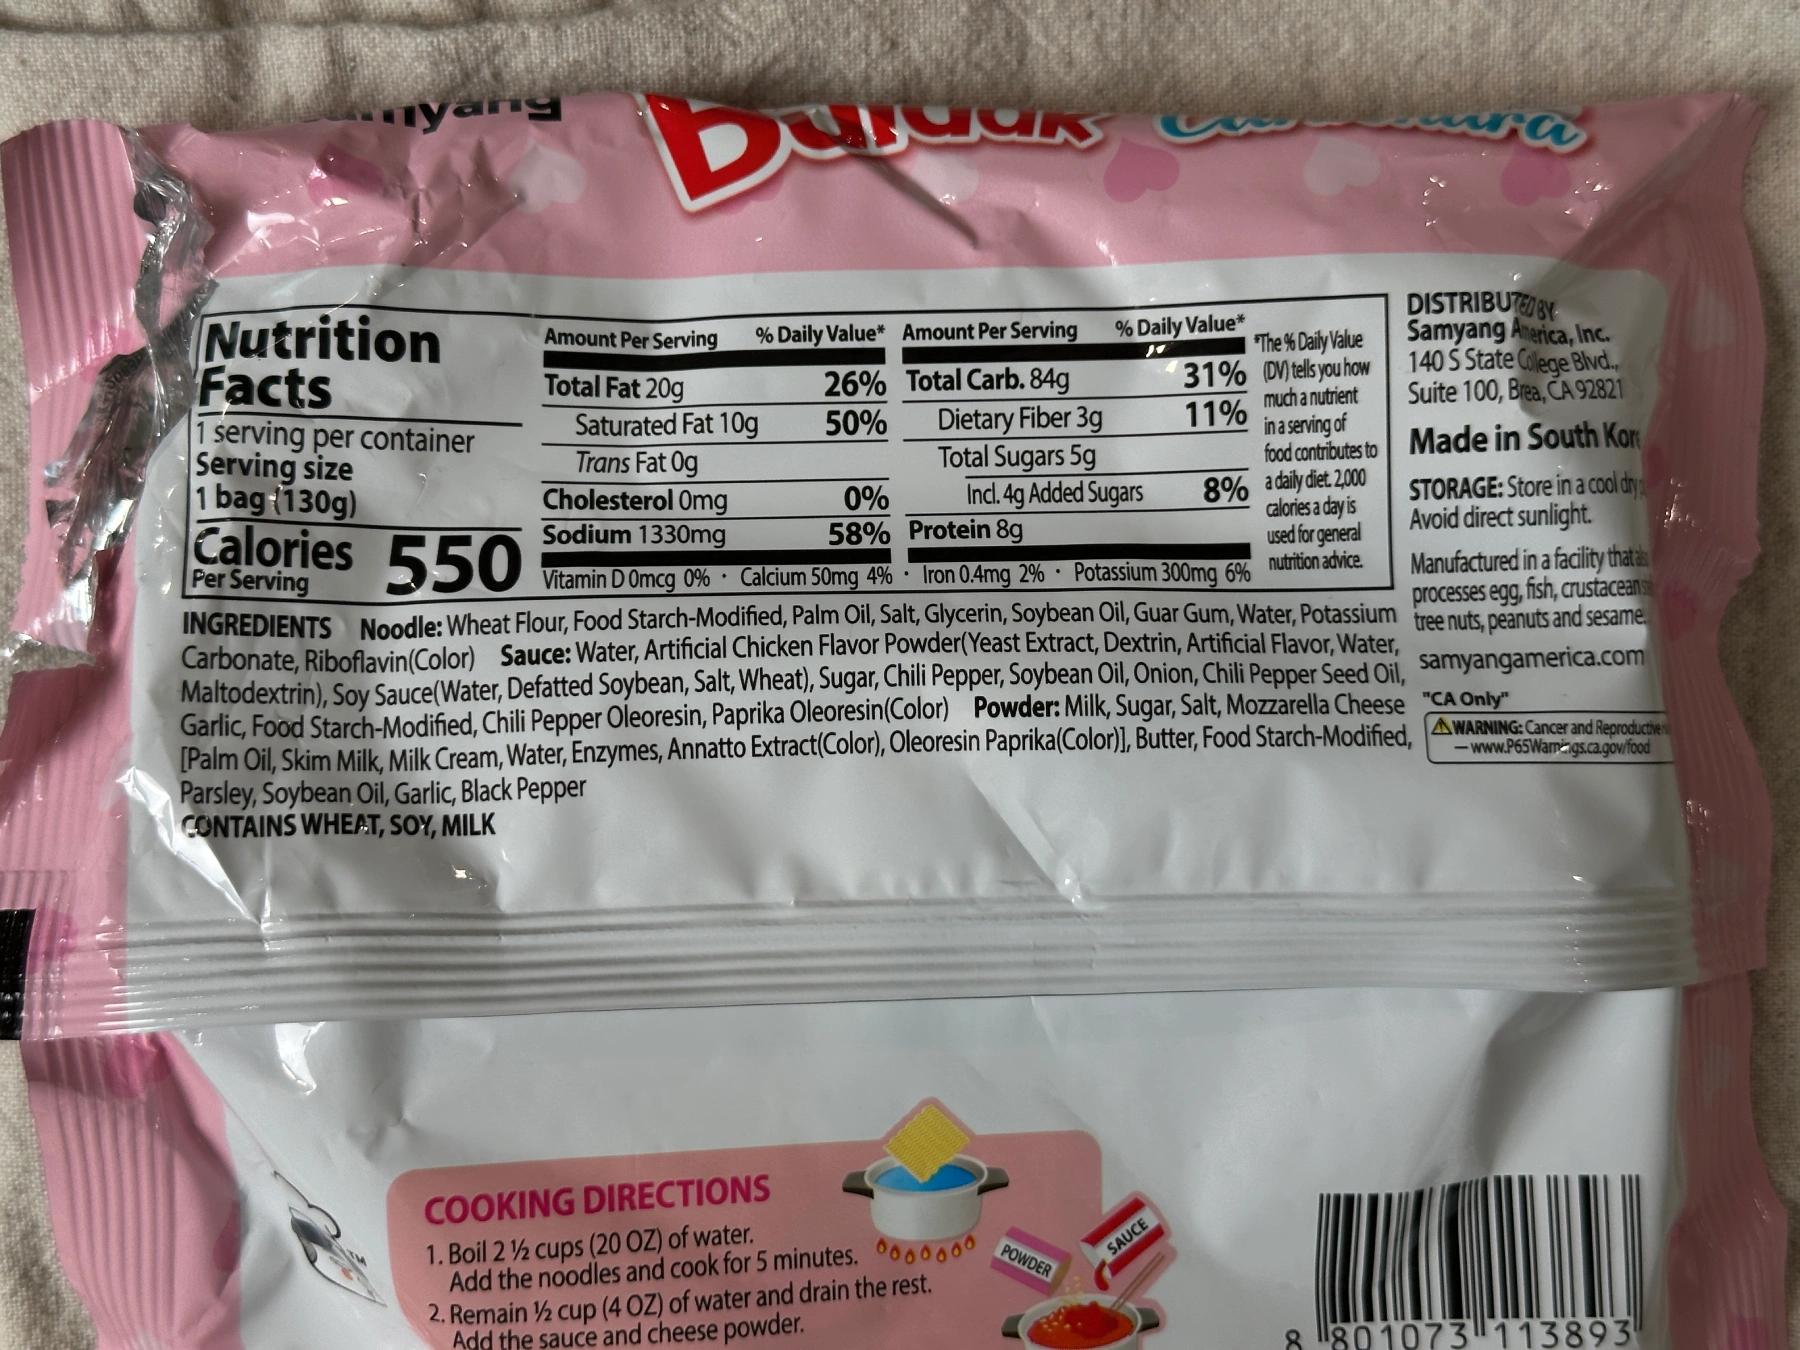 Samyang
Buldak Carbonara
Nutrition
Facts
1 serving per container
Serving size
1 bag (130g)
Calories 550
Per Serving
Amount Per Serving % Daily Value*
Total Fat 20g 26%
Saturated Fat 10g 50%
Trans Fat 0g
Cholesterol 0mg 0%
Sodium 1330mg 58%
Amount Per Serving % Daily Value*
Total Carb. 84g 31%
Dietary Fiber 3g 11%
Total Sugars 5g
Incl. 4g Added Sugars 8%
Protein 8g
Vitamin D 0mcg 0% · Calcium 50mg 4% · Iron 0.4mg 2% · Potassium 300mg 6%
*The % Daily Value
(DV) tells you how
much a nutrient
in a serving of
food contributes to
a daily diet. 2,000
calories a day is
used for general
nutrition advice.
INGREDIENTS Noodle: Wheat Flour, Food Starch-Modified, Palm Oil, Salt, Glycerin, Soybean Oil, Guar Gum, Water, Potassium
Carbonate, Riboflavin(Color) Sauce: Water, Artificial Chicken Flavor Powder(Yeast Extract, Dextrin, Artificial Flavor, Water,
Maltodextrin), Soy Sauce(Water, Defatted Soybean, Salt, Wheat), Sugar, Chili Pepper, Soybean Oil, Onion, Chili Pepper Seed Oil,
Garlic, Food Starch-Modified, Chili Pepper Oleoresin, Paprika Oleoresin(Color) Powder: Milk, Sugar, Salt, Mozzarella Cheese
[Palm Oil, Skim Milk, Milk Cream, Water, Enzymes, Annatto Extract(Color), Oleoresin Paprika(Color)], Butter, Food Starch-Modified,
Parsley, Soybean Oil, Garlic, Black Pepper
CONTAINS WHEAT, SOY, MILK
DISTRIBUTED BY
Samyang America, Inc.
140 S State College Blvd.,
Suite 100, Brea, CA 92821
Made in South Kore
STORAGE: Store in a cool dry
Avoid direct sunlight.
Manufactured in a facility that
processes egg, fish, crustacean
tree nuts, peanuts and sesame.
samyangamerica.com
"CA Only"
WARNING: Cancer and Reproductive
— www.P65Warnings.ca.gov/food
COOKING DIRECTIONS
1. Boil 2 ½ cups (20 OZ) of water.
Add the noodles and cook for 5 minutes.
2. Remain ½ cup (4 OZ) of water and drain the rest.
Add the sauce and cheese powder.
POWDER
SAUCE
TM
8 801073 113893